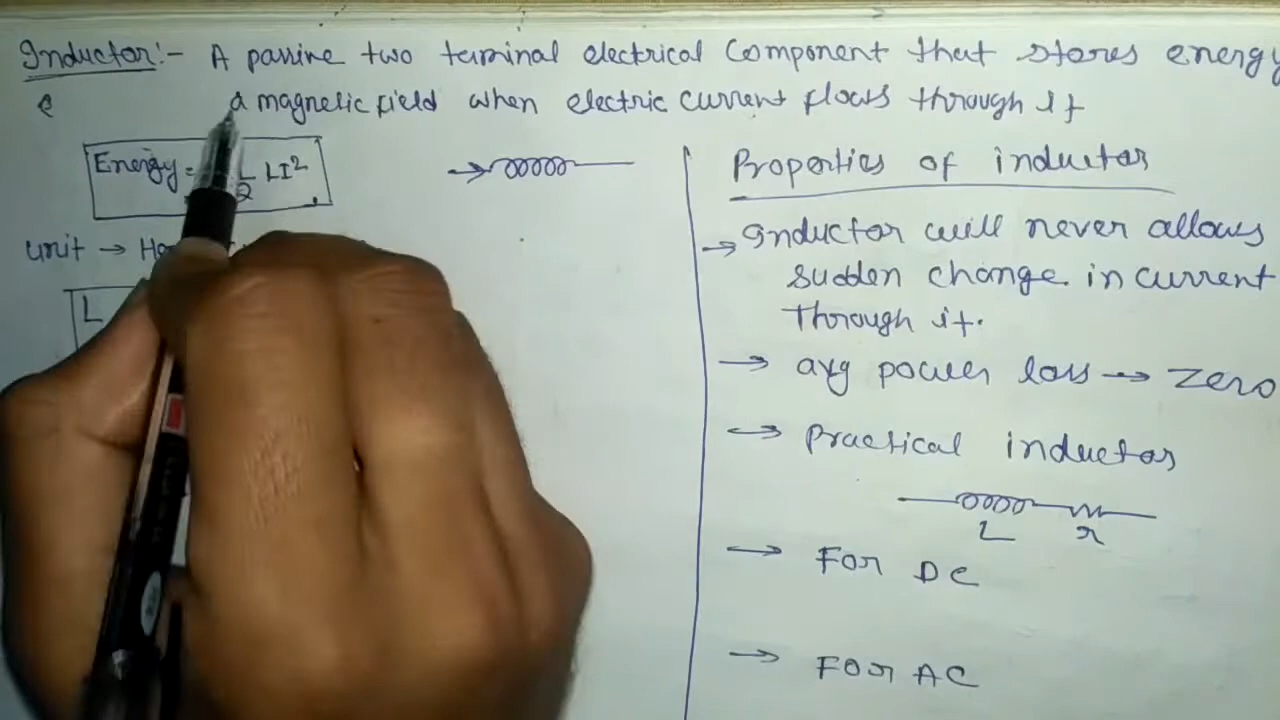 Inductor:- A passive two terminal electrical component that stores energy
a magnetic field when electric current flows through it
Energy = 1/2 LI²
unit →
L
Properties of inductor
→ Inductor will never allows
sudden change in current
through it.
→ avg power loss → zero
→ Practical inductor
L r
→ For DC
→ For AC